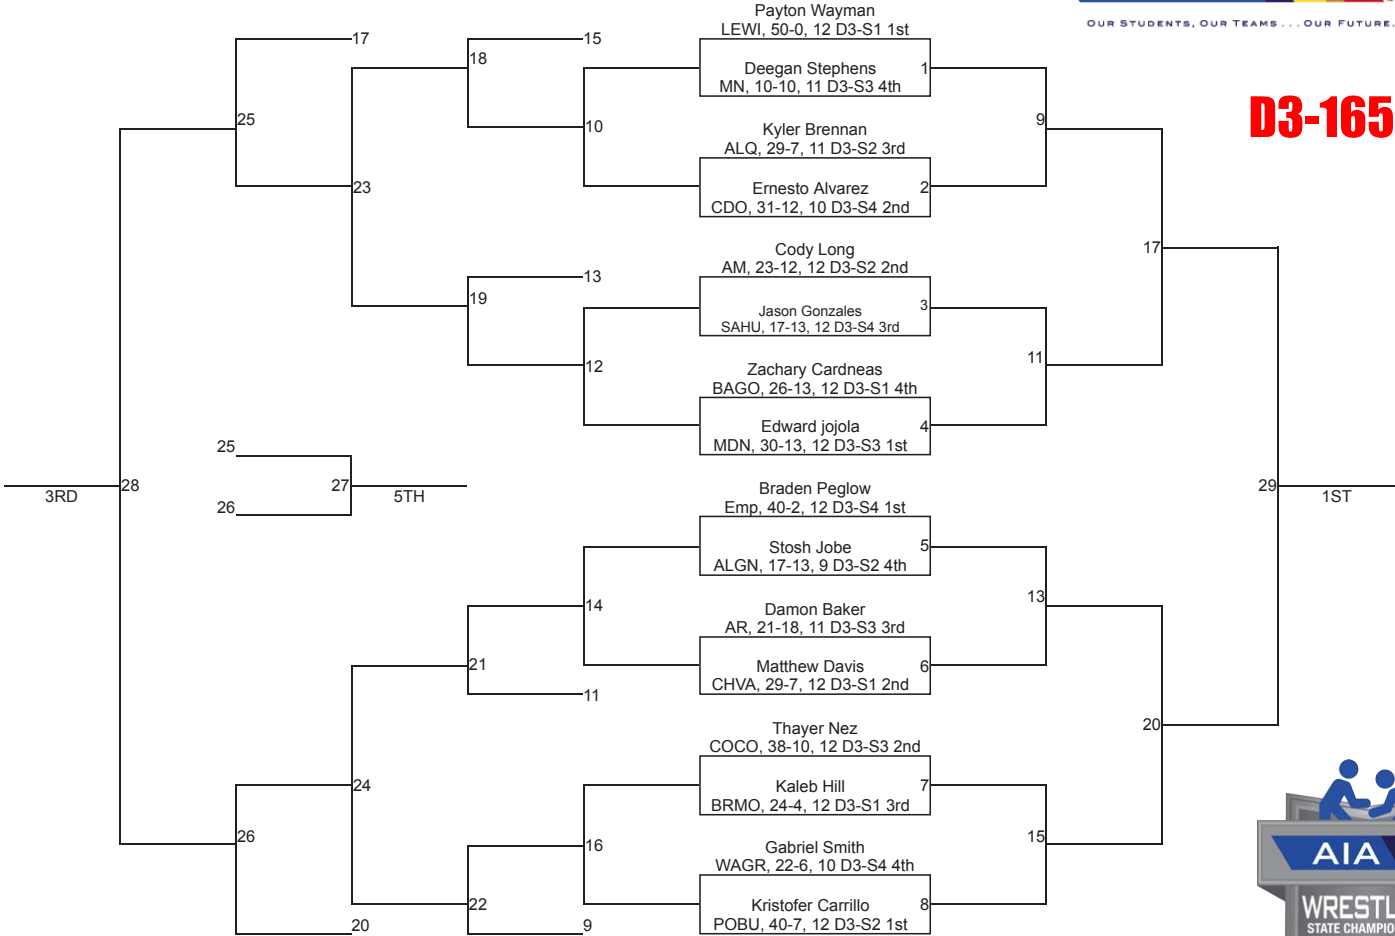 OUR STUDENTS, OUR TEAMS . . . OUR FUTURE.
D3-165
Payton Wayman
LEWI, 50-0, 12 D3-S1 1st
Deegan Stephens
MN, 10-10, 11 D3-S3 4th
1
Kyler Brennan
ALQ, 29-7, 11 D3-S2 3rd
Ernesto Alvarez
CDO, 31-12, 10 D3-S4 2nd
2
Cody Long
AM, 23-12, 12 D3-S2 2nd
Jason Gonzales
SAHU, 17-13, 12 D3-S4 3rd
3
Zachary Cardneas
BAGO, 26-13, 12 D3-S1 4th
Edward jojola
MDN, 30-13, 12 D3-S3 1st
4
Braden Peglow
Emp, 40-2, 12 D3-S4 1st
Stosh Jobe
ALGN, 17-13, 9 D3-S2 4th
5
Damon Baker
AR, 21-18, 11 D3-S3 3rd
Matthew Davis
CHVA, 29-7, 12 D3-S1 2nd
6
Thayer Nez
COCO, 38-10, 12 D3-S3 2nd
Kaleb Hill
BRMO, 24-4, 12 D3-S1 3rd
7
Gabriel Smith
WAGR, 22-6, 10 D3-S4 4th
Kristofer Carrillo
POBU, 40-7, 12 D3-S2 1st
8
9
11
13
15
17
20
29
1ST
15
10
13
12
14
11
16
9
18
19
21
22
17
23
24
20
25
26
25
26
27
5TH
28
3RD
AIA
WRESTL
STATE CHAMPIO